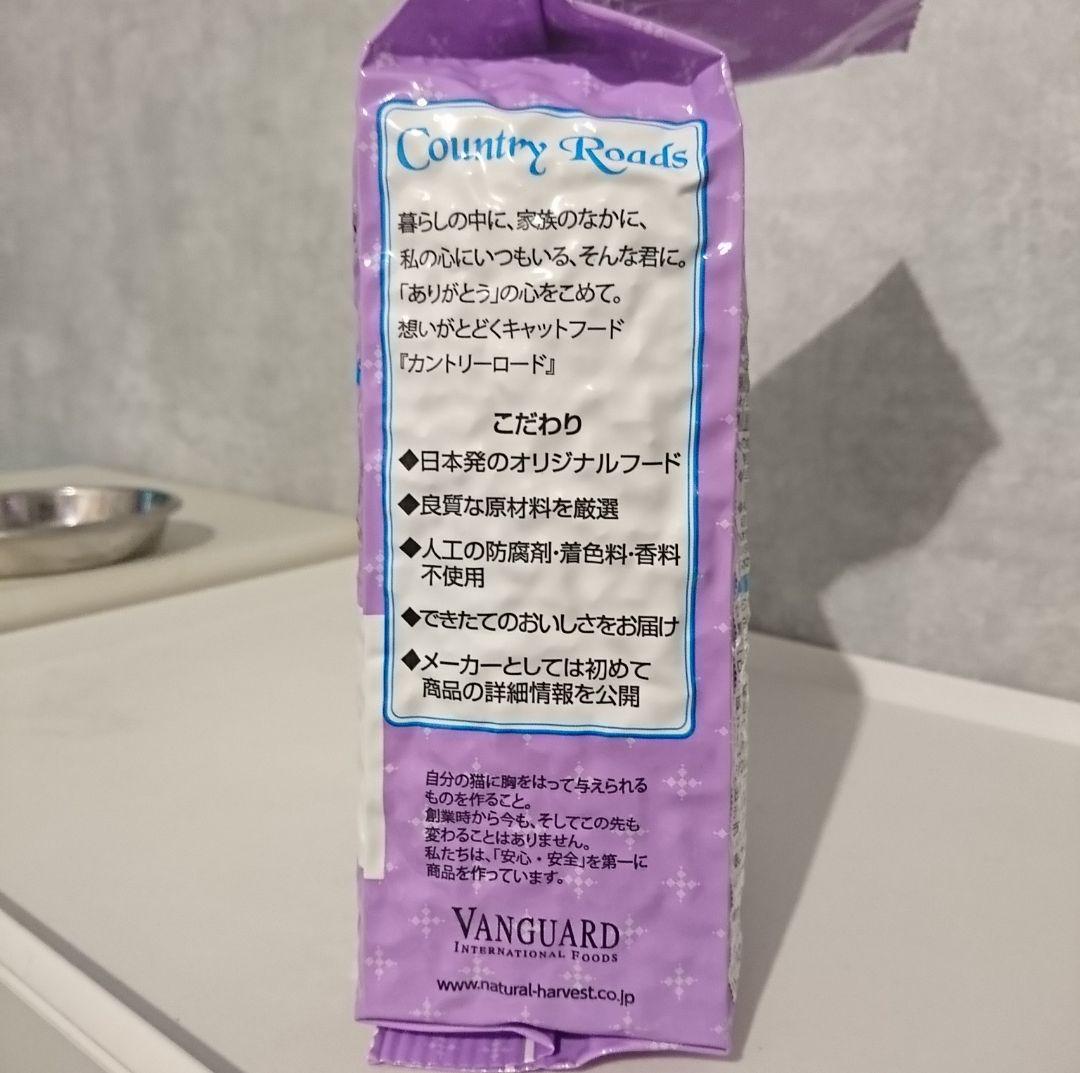 Country Roads
暮らしの中に、家族のなかに、
私の心にいつもいる、そんな君に。
「ありがとう」の心をこめて。
想いがとどくキャットフード
『カントリーロード』
こだわり
◆日本発のオリジナルフード
◆良質な原材料を厳選
◆人工の防腐剤・着色料・香料
不使用
◆できたてのおいしさをお届け
◆メーカーとしては初めて
商品の詳細情報を公開
自分の猫に胸をはって与えられる
ものを作ること。
創業時から今も、そしてこの先も
変わることはありません。
私たちは、「安心・安全」を第一に
商品を作っています。
VANGUARD
INTERNATIONAL FOODS
www.natural-harvest.co.jp